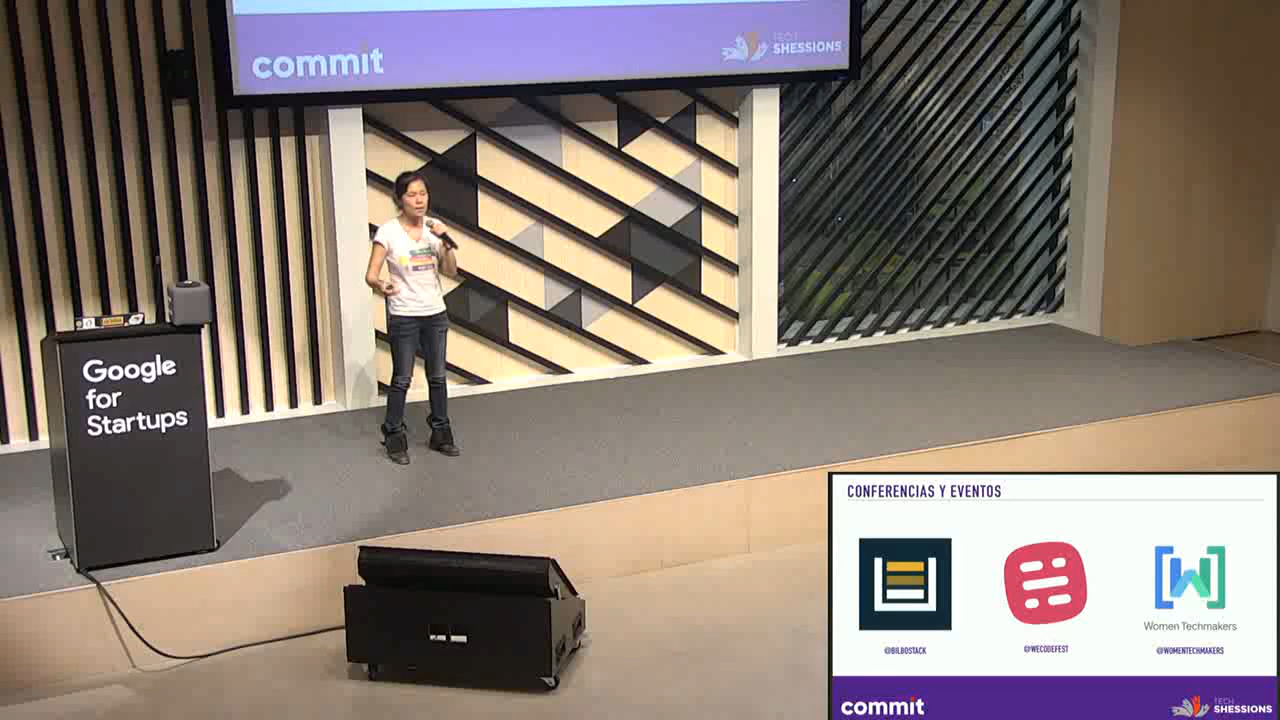 commit
TECH
SHESSIONS
Google
for
Startups
CONFERENCIAS Y EVENTOS
Women Techmakers
@BILBOSTACK
@WECODEFEST
@WOMENTECHMAKERS
commit
TECH
SHESSIONS